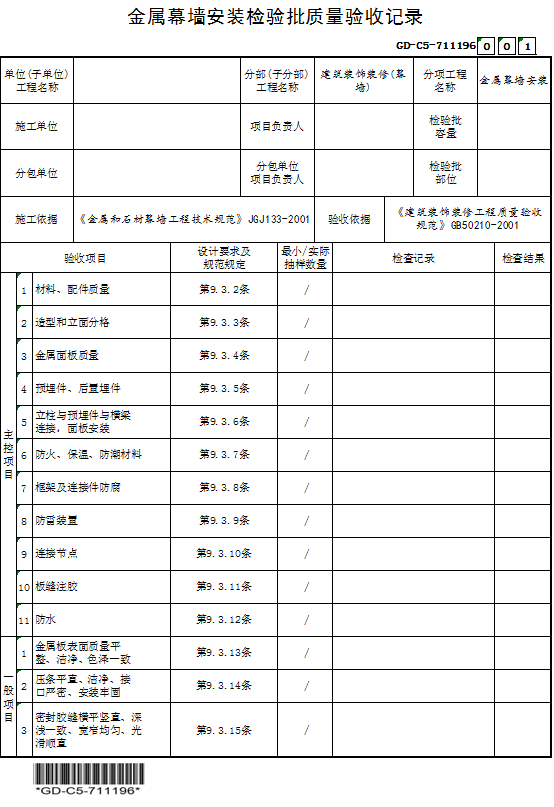 金属幕墙安装检验批质量验收记录
GD-C5-711196 0 0 1
单位(子单位)
工程名称
分部(子分部)
工程名称
建筑装饰装修(幕
墙)
分项工程
名称
金属幕墙安装
施工单位
项目负责人
检验批
容量
分包单位
分包单位
项目负责人
检验批
部位
施工依据
《金属和石材幕墙工程技术规范》JGJ133-2001
验收依据
《建筑装饰装修工程质量验收
规范》GB50210-2001
验收项目
设计要求及
规范规定
最小/实际
抽样数量
检查记录
检查结果
主控项目
1 材料、配件质量 第9.3.2条 /
2 造型和立面分格 第9.3.3条 /
3 金属面板质量 第9.3.4条 /
4 预埋件、后置埋件 第9.3.5条 /
5 立柱与预埋件与横梁
连接，面板安装 第9.3.6条 /
6 防火、保温、防潮材料 第9.3.7条 /
7 框架及连接件防腐 第9.3.8条 /
8 防雷装置 第9.3.9条 /
9 连接节点 第9.3.10条 /
10 板缝注胶 第9.3.11条 /
11 防水 第9.3.12条 /
一般项目
1 金属板表面质量平
整、洁净、色泽一致 第9.3.13条 /
2 压条平直、洁净、接
口严密、安装牢固 第9.3.14条 /
3 密封胶缝横平竖直、深
浅一致、宽窄均匀、光
滑顺直 第9.3.15条 /
*GD-C5-711196*